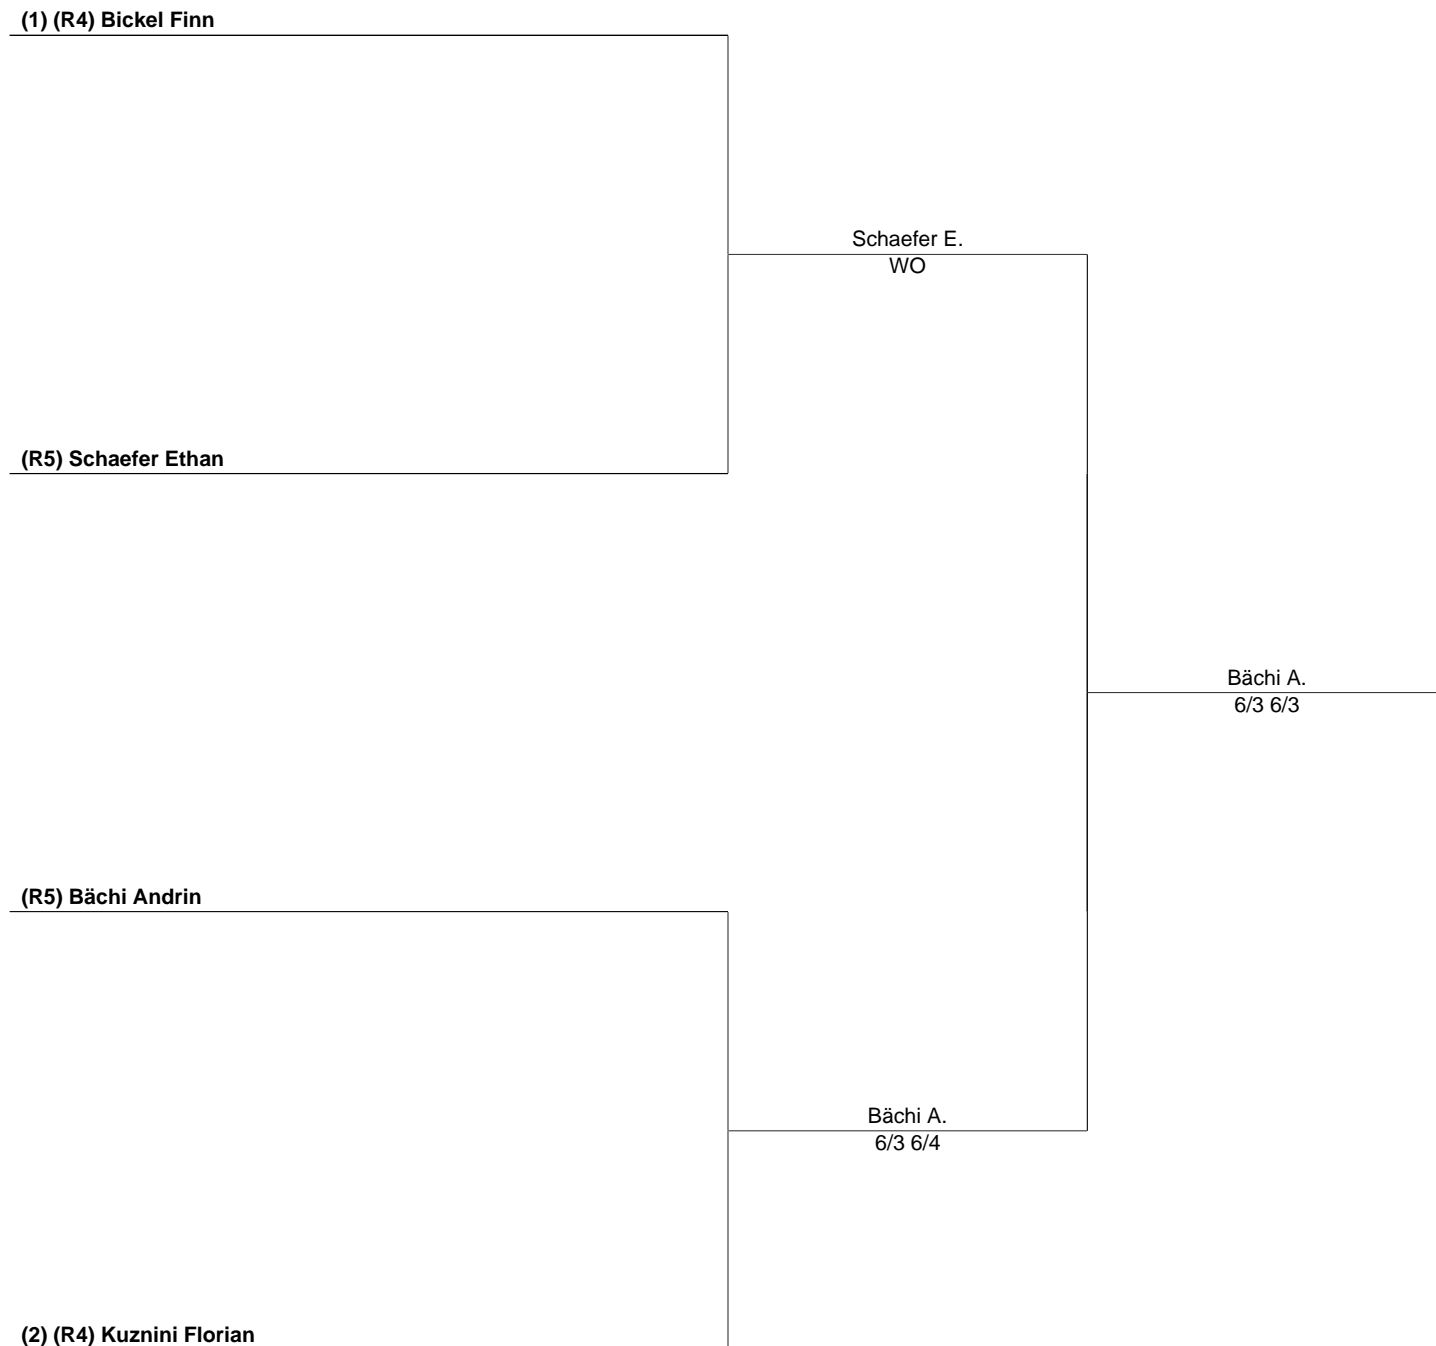 (1) (R4) Bickel Finn
Schaefer E.
WO
(R5) Schaefer Ethan
Bächi A.
6/3 6/3
(R5) Bächi Andrin
Bächi A.
6/3 6/4
(2) (R4) Kuznini Florian